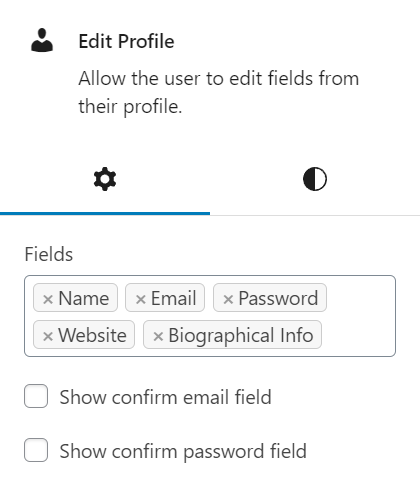 Edit Profile
Allow the user to edit fields from
their profile.
Fields
× Name × Email × Password
× Website × Biographical Info
Show confirm email field
Show confirm password field